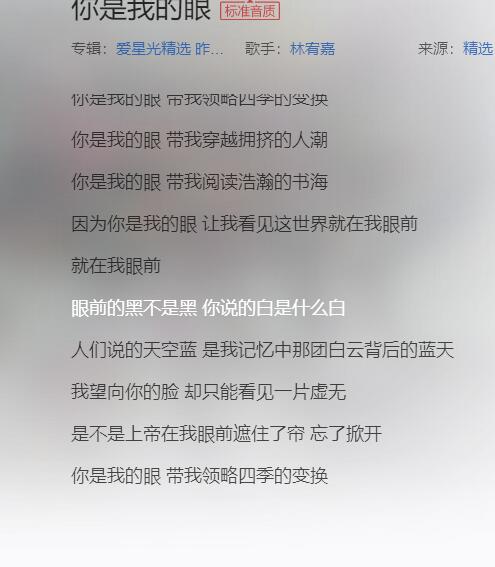 你是我的眼 标准音质
专辑：爱星光精选 昨... 歌手：林宥嘉 来源：精选
你是我的眼 带我领略四季的变换
你是我的眼 带我穿越拥挤的人潮
你是我的眼 带我阅读浩瀚的书海
因为你是我的眼 让我看见这世界就在我眼前
就在我眼前
眼前的黑不是黑 你说的白是什么白
人们说的天空蓝 是我记忆中那团白云背后的蓝天
我望向你的脸 却只能看见一片虚无
是不是上帝在我眼前遮住了帘 忘了掀开
你是我的眼 带我领略四季的变换